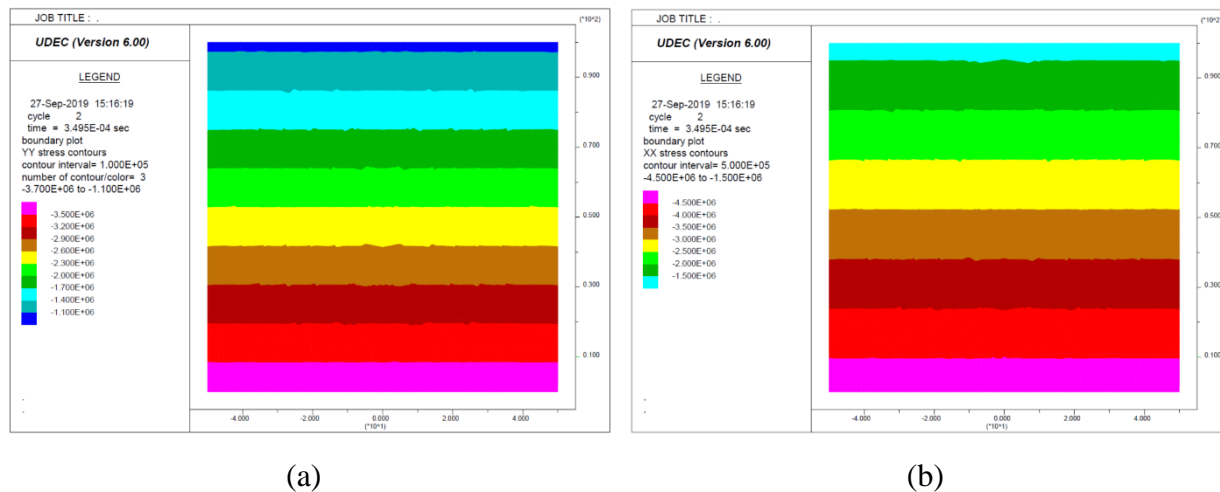 JOB TITLE : .
(*10^2)
UDEC (Version 6.00)
LEGEND
27-Sep-2019 15:16:19
cycle 2
time = 3.495E-04 sec
boundary plot
YY stress contours
contour interval= 1.000E+05
number of contour/color= 3
-3.700E+06 to -1.100E+06
-3.500E+06
-3.200E+06
-2.900E+06
-2.600E+06
-2.300E+06
-2.000E+06
-1.700E+06
-1.400E+06
-1.100E+06
0.900
0.700
0.500
0.300
0.100
-4.000 -2.000 0.000 2.000 4.000
(*10^1)
(a)
JOB TITLE : .
(*10^2
UDEC (Version 6.00)
LEGEND
27-Sep-2019 15:16:19
cycle 2
time = 3.495E-04 sec
boundary plot
XX stress contours
contour interval= 5.000E+05
-4.500E+06 to -1.500E+06
-4.500E+06
-4.000E+06
-3.500E+06
-3.000E+06
-2.500E+06
-2.000E+06
-1.500E+06
0.900
0.700
0.500
0.300
0.100
-4.000 -2.000 0.000 2.000 4.000
(*10^1)
(b)